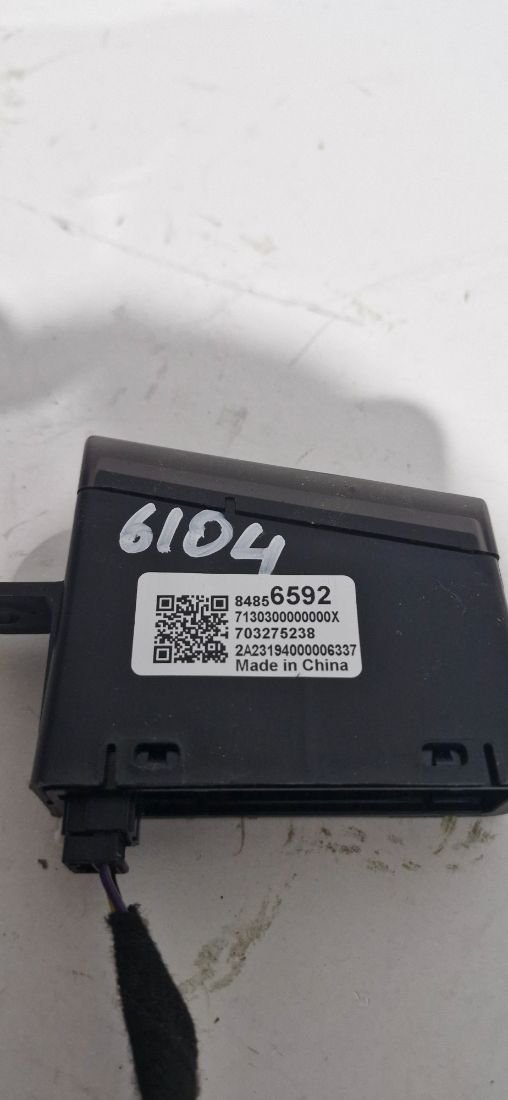 6104
84856592
7130300000000X
703275238
2A23194000006337
Made in China